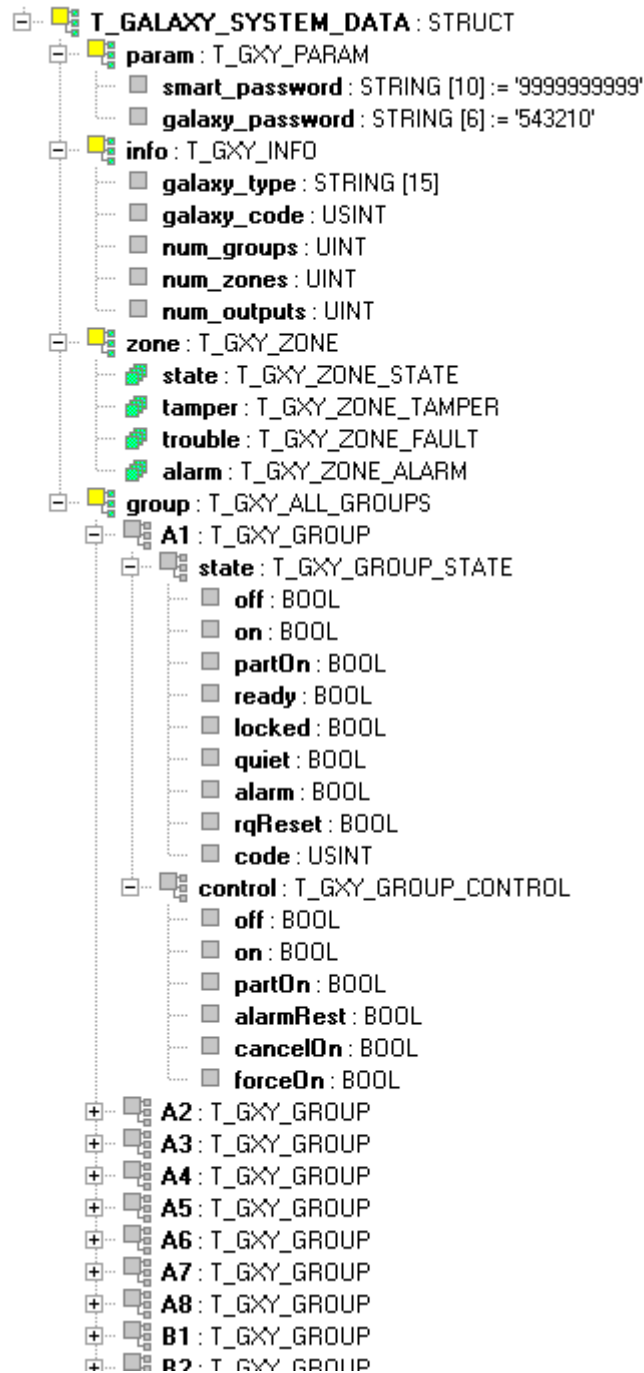 T_GALAXY_SYSTEM_DATA : STRUCT
param : T_GXY_PARAM
smart_password : STRING [10] := '9999999999'
galaxy_password : STRING [6] := '543210'
info : T_GXY_INFO
galaxy_type : STRING [15]
galaxy_code : USINT
num_groups : UINT
num_zones : UINT
num_outputs : UINT
zone : T_GXY_ZONE
state : T_GXY_ZONE_STATE
tamper : T_GXY_ZONE_TAMPER
trouble : T_GXY_ZONE_FAULT
alarm : T_GXY_ZONE_ALARM
group : T_GXY_ALL_GROUPS
A1 : T_GXY_GROUP
state : T_GXY_GROUP_STATE
off : BOOL
on : BOOL
partOn : BOOL
ready : BOOL
locked : BOOL
quiet : BOOL
alarm : BOOL
rqReset : BOOL
code : USINT
control : T_GXY_GROUP_CONTROL
off : BOOL
on : BOOL
partOn : BOOL
alarmRest : BOOL
cancelOn : BOOL
forceOn : BOOL
A2 : T_GXY_GROUP
A3 : T_GXY_GROUP
A4 : T_GXY_GROUP
A5 : T_GXY_GROUP
A6 : T_GXY_GROUP
A7 : T_GXY_GROUP
A8 : T_GXY_GROUP
B1 : T_GXY_GROUP
B2 : T_GXY_GROUP